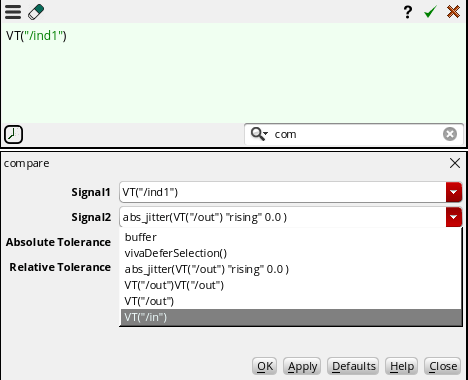 ?
VT("/ind1")
com
compare
Signal1 VT("/ind1")
Signal2 abs_jitter(VT("/out") "rising" 0.0 )
Absolute Tolerance
Relative Tolerance
buffer
vivaDeferSelection()
abs_jitter(VT("/out") "rising" 0.0 )
VT("/out")VT("/out")
VT("/out")
VT("/in")
OK Apply Defaults Help Close